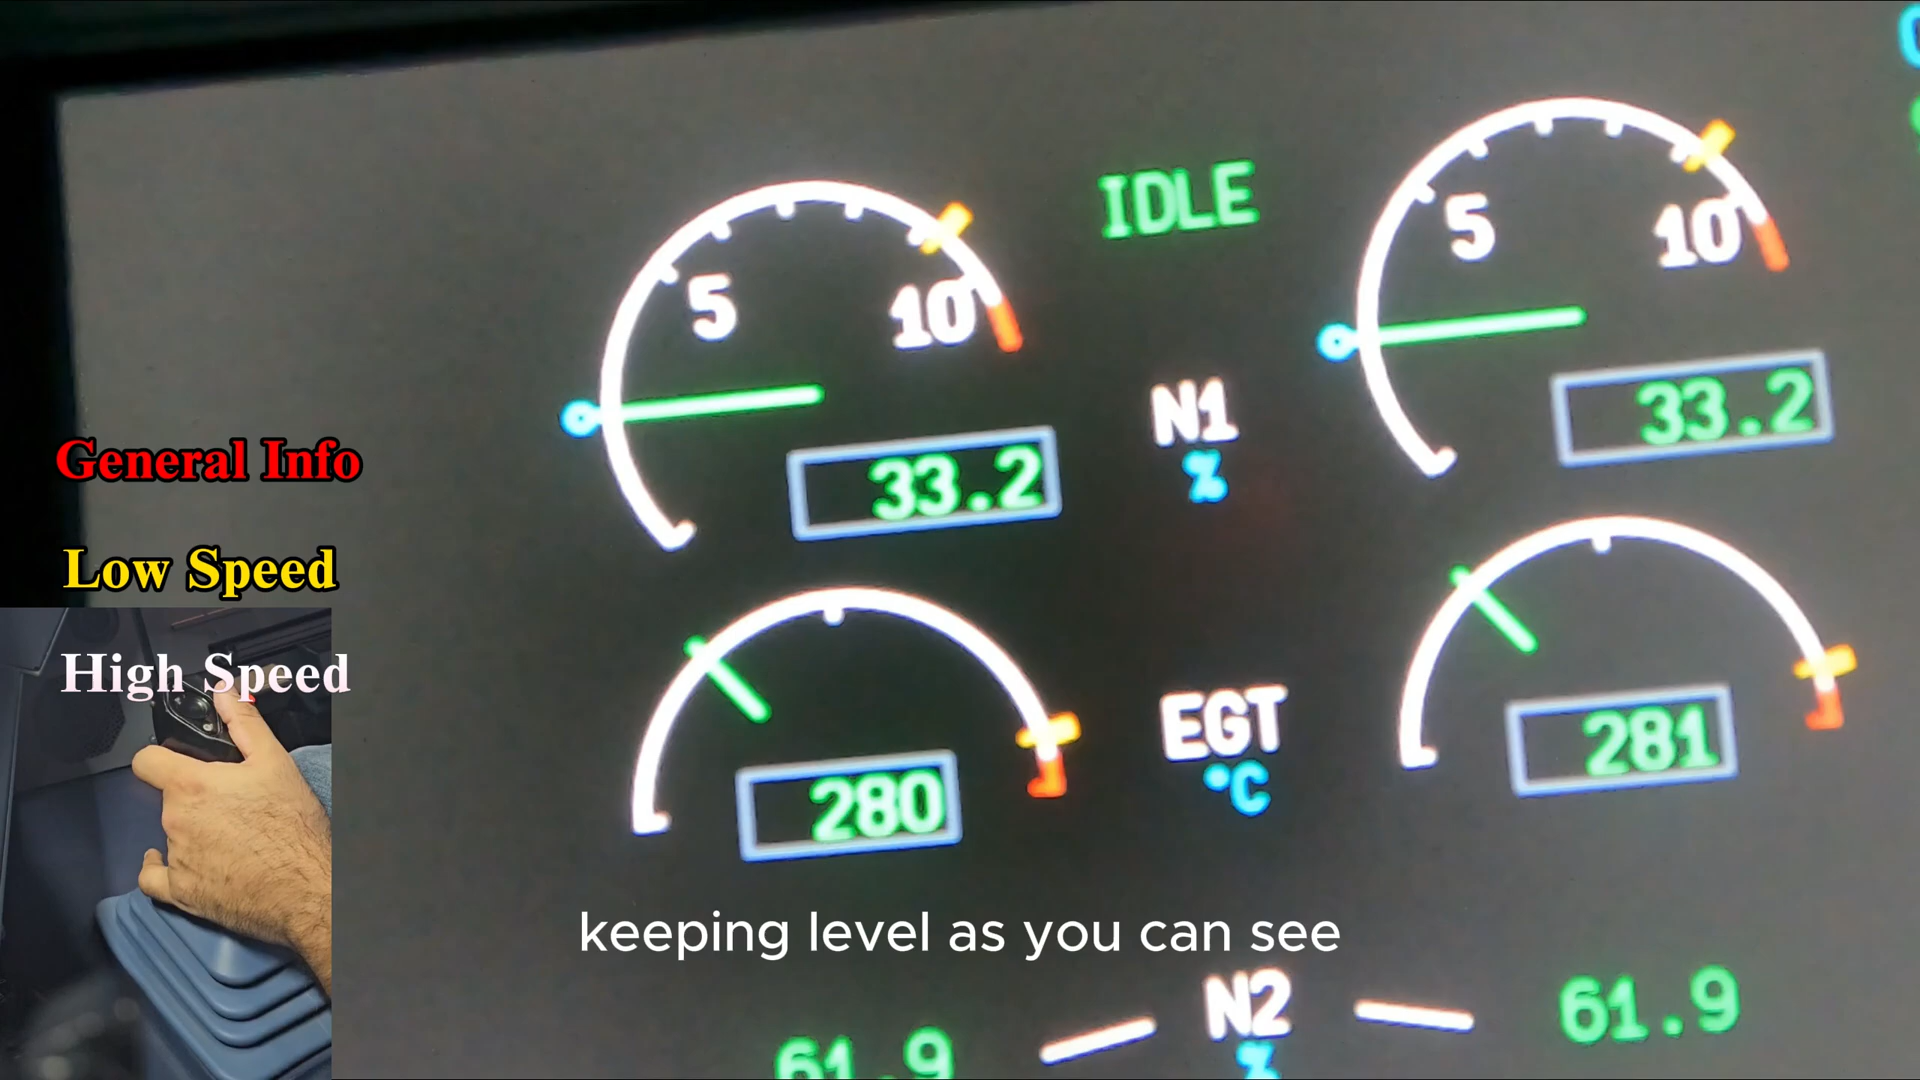 IDLE
5
10
5
10
N1
%
33.2
33.2
General Info
Low Speed
High Speed
EGT
°C
280
281
keeping level as you can see
N2
%
61.9
61.9